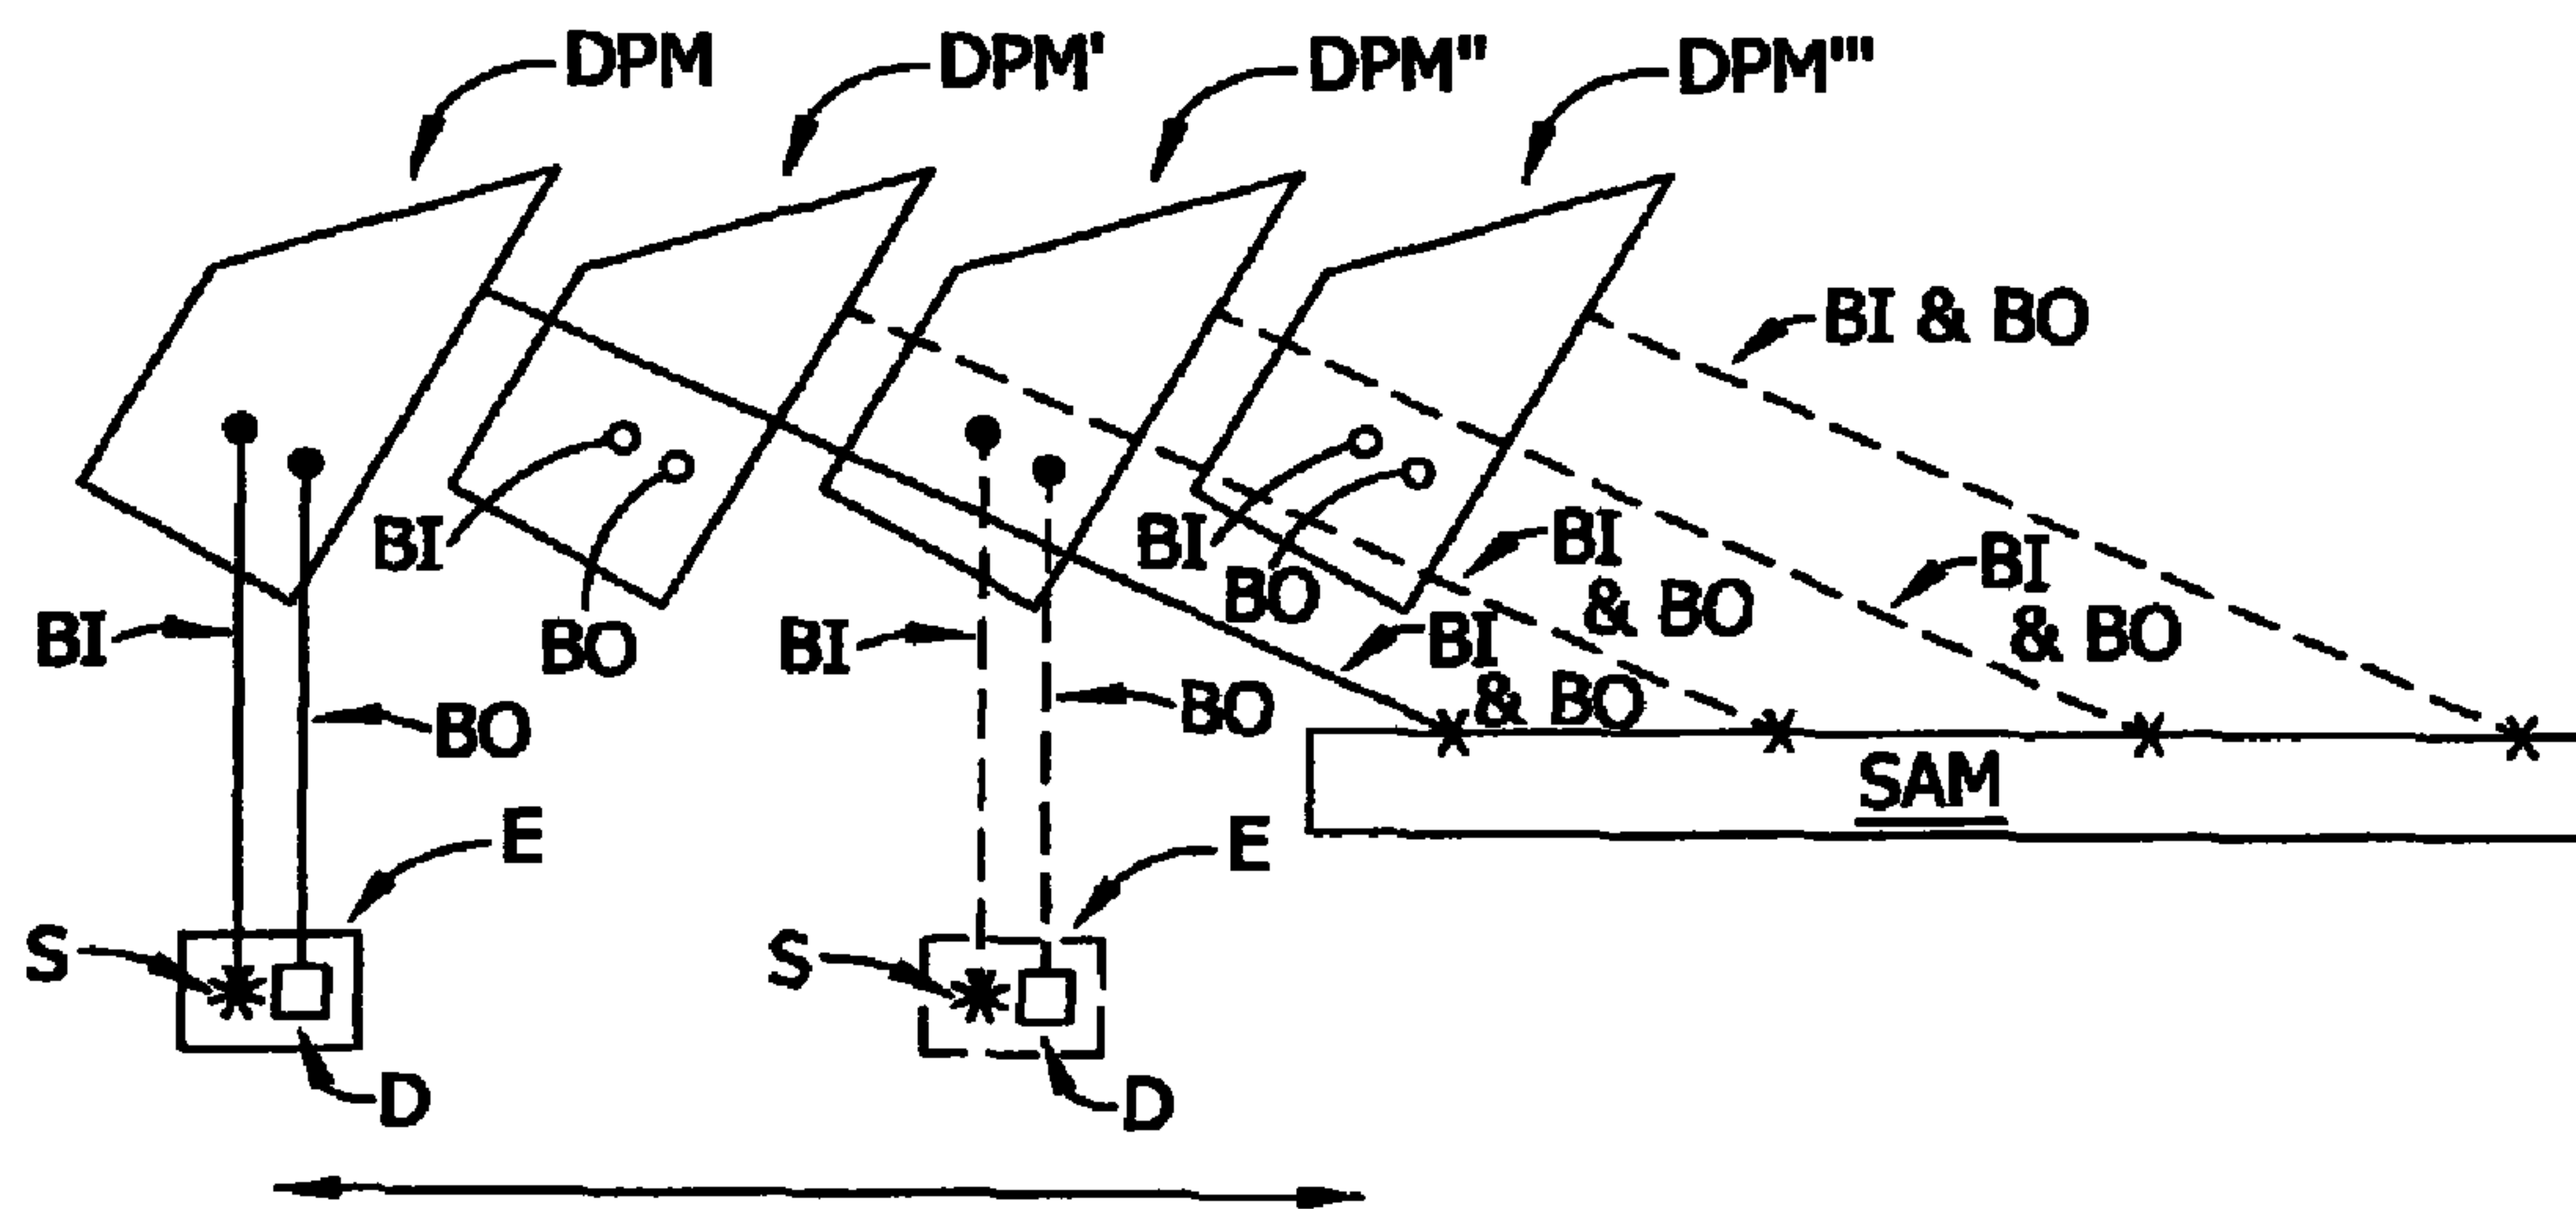 DPM DPM' DPM" DPM'"
BI & BO
BI BI BI BI
BO & BO & BO
BI BO BI BI
BO BO & BO
SAM
E E
S S
D D